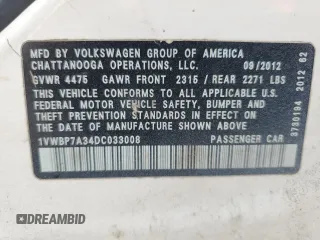 MFD BY VOLKSWAGEN GROUP OF AMERICA
CHATTANOOGA OPERATIONS, LLC. 09/2012
GVWR 4475 GAWR FRONT 2315 / REAR 2271 LBS
THIS VEHICLE CONFORMS TO ALL APPLICABLE U.S.
FEDERAL MOTOR VEHICLE SAFETY, BUMPER AND
THEFT PREVENTION STANDARDS IN EFFECT ON THE
DATE OF MANUFACTURE SHOWN ABOVE.
1VWBP7A34DC033008 PASSENGER CAR
3730194 2012 62